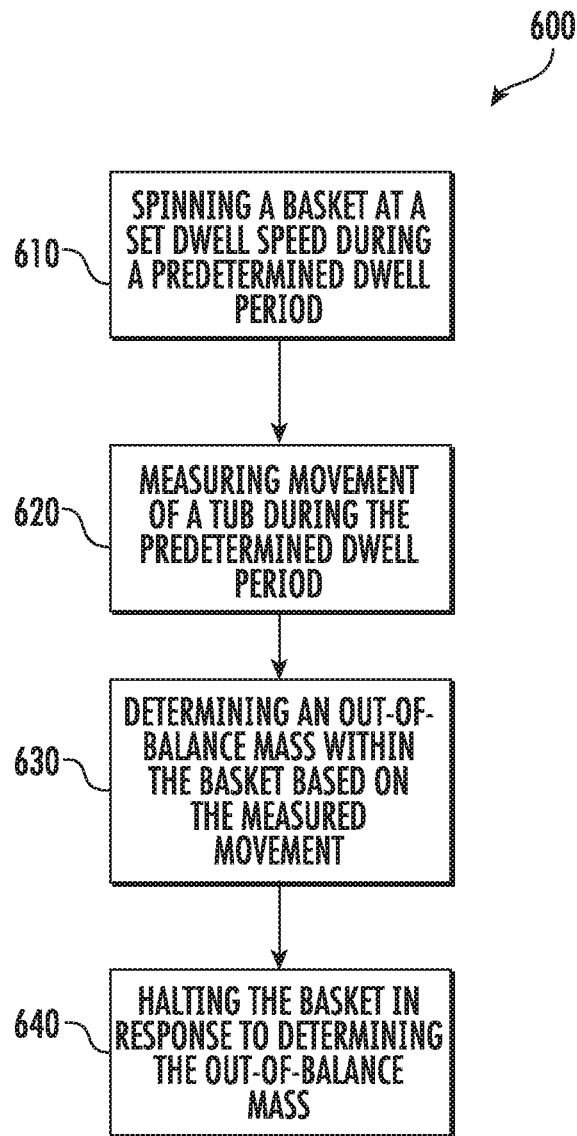 600
610
SPINNING A BASKET AT A
SET DWELL SPEED DURING
A PREDETERMINED DWELL
PERIOD
620
MEASURING MOVEMENT
OF A TUB DURING THE
PREDETERMINED DWELL
PERIOD
630
DETERMINING AN OUT-OF-
BALANCE MASS WITHIN
THE BASKET BASED ON
THE MEASURED
MOVEMENT
640
HALTING THE BASKET IN
RESPONSE TO DETERMINING
THE OUT-OF-BALANCE
MASS